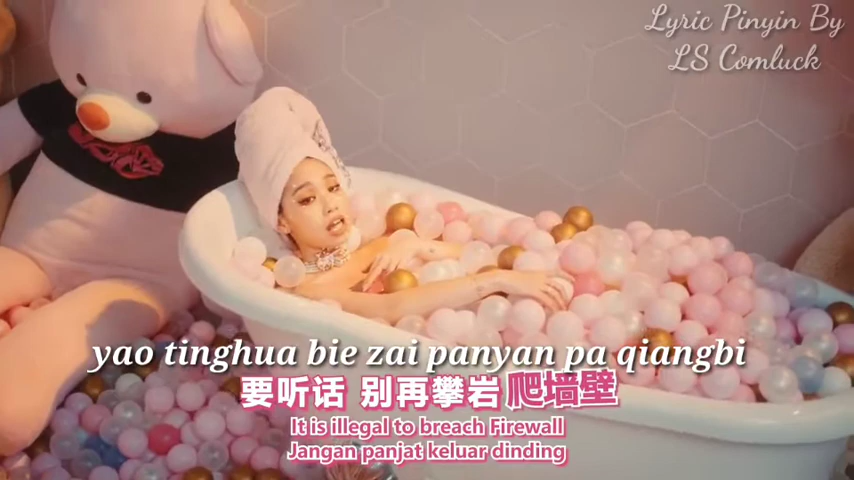 Lyric Pinyin By
LS Comluck
yao tinghua bie zai panyan pa qiangbi
要听话 别再攀岩爬墙壁
It is illegal to breach Firewall
Jangan panjat keluar dinding